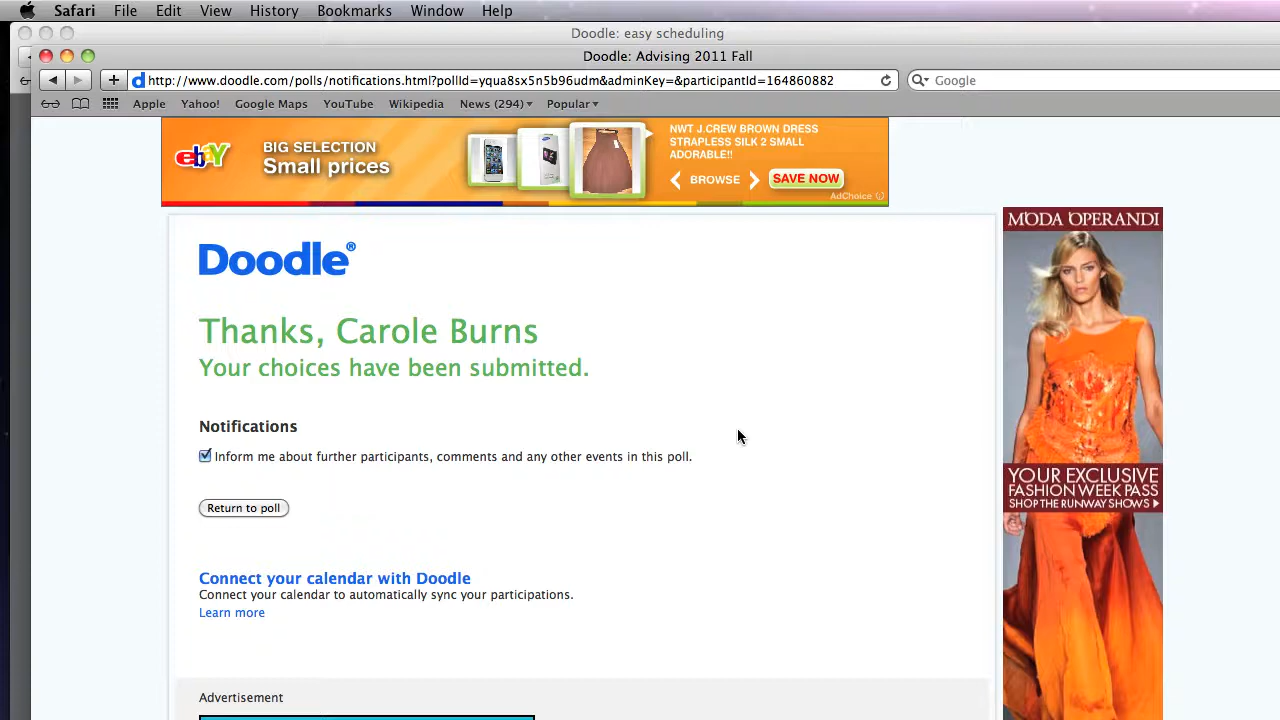 Safari File Edit View History Bookmarks Window Help
Doodle: easy scheduling
Doodle: Advising 2011 Fall
http://www.doodle.com/polls/notifications.html?pollId=yqua8sx5n5b96udm&adminKey=&participantId=164860882
Google
Apple Yahoo! Google Maps YouTube Wikipedia News (294) Popular
ebY
BIG SELECTION
Small prices
NWT J.CREW BROWN DRESS
STRAPLESS SILK 2 SMALL
ADORABLE!!
BROWSE
SAVE NOW
AdChoice
MODA OPERANDI
Doodle®
Thanks, Carole Burns
Your choices have been submitted.
Notifications
Inform me about further participants, comments and any other events in this poll.
YOUR EXCLUSIVE
FASHION WEEK PASS
SHOP THE RUNWAY SHOWS
Return to poll
Connect your calendar with Doodle
Connect your calendar to automatically sync your participations.
Learn more
Advertisement